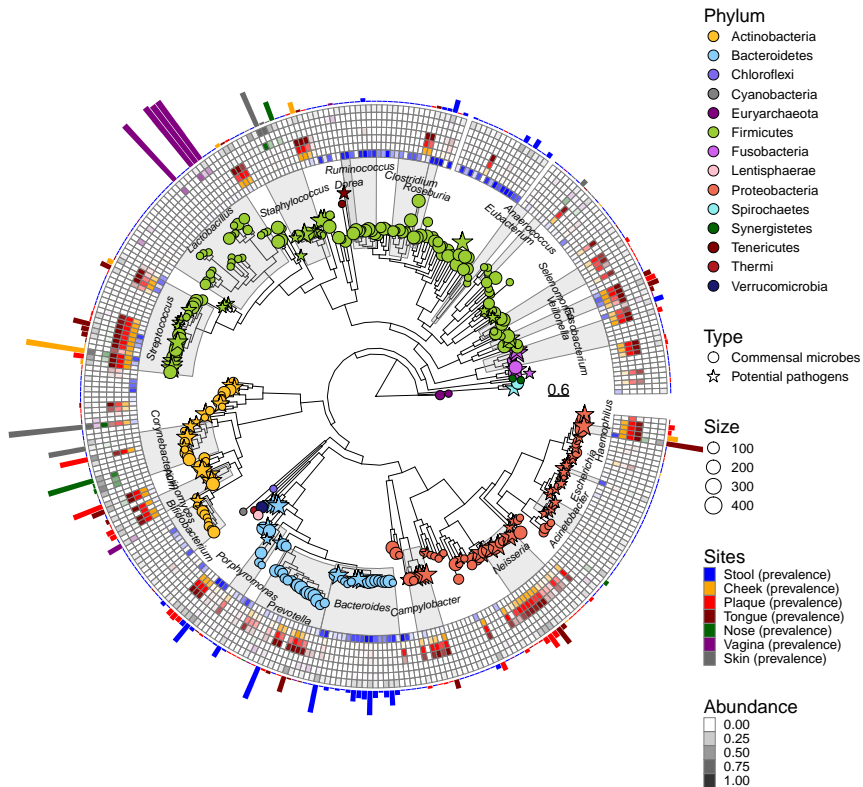 Phylum
Actinobacteria
Bacteroidetes
Chloroflexi
Cyanobacteria
Euryarchaeota
Firmicutes
Fusobacteria
Lentisphaerae
Proteobacteria
Spirochaetes
Synergistetes
Tenericutes
Thermi
Verrucomicrobia
Type
Commensal microbes
Potential pathogens
Size
100
200
300
400
Sites
Stool (prevalence)
Cheek (prevalence)
Plaque (prevalence)
Tongue (prevalence)
Nose (prevalence)
Vagina (prevalence)
Skin (prevalence)
Abundance
0.00
0.25
0.50
0.75
1.00
Ruminococcus
Dorea
Clostridium
Roseburia
Staphylococcus
Lactobacillus
Streptococcus
Anaerococcus
Eubacterium
Selenomonas
Veillonella
Fusobacterium
0.6
Haemophilus
Escherichia
Acinetobacter
Neisseria
Campylobacter
Bacteroides
Prevotella
Porphyromonas
Bifidobacterium
Actinomyces
Corynebacterium